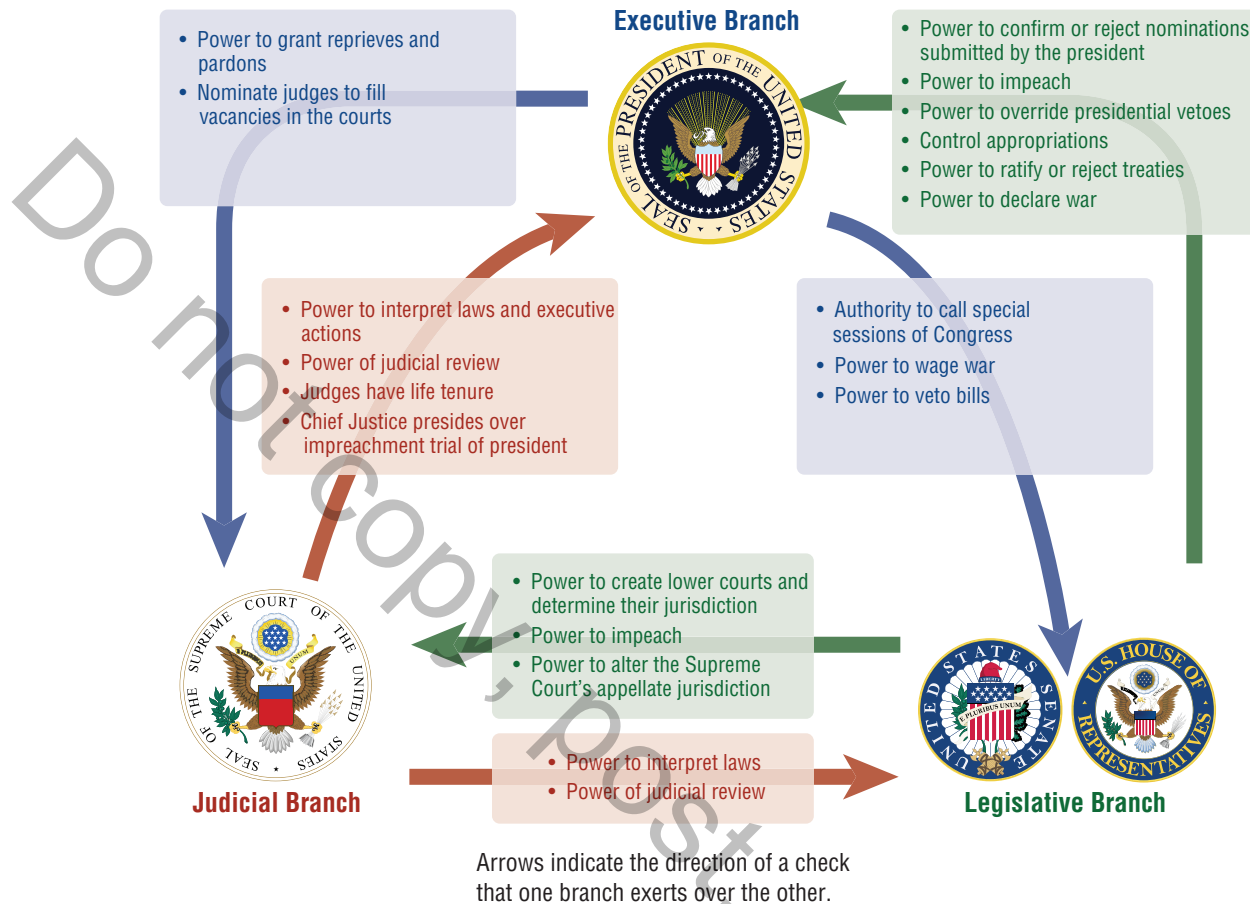 Executive Branch
• Power to grant reprieves and
pardons
• Nominate judges to fill
vacancies in the courts
SEAL OF THE PRESIDENT OF THE UNITED STATES
• Power to confirm or reject nominations
submitted by the president
• Power to impeach
• Power to override presidential vetoes
• Control appropriations
• Power to ratify or reject treaties
• Power to declare war
• Power to interpret laws and executive
actions
• Power of judicial review
• Judges have life tenure
• Chief Justice presides over
impreachment trial of president
• Authority to call special
sessions of Congress
• Power to wage war
• Power to veto bills
• Power to create lower courts and
determine their jurisdiction
• Power to impeach
• Power to alter the Supreme
Court's appellate jurisdiction
SEAL OF THE SUPREME COURT OF THE UNITED STATES
UNITED STATES SENATE
E PLURIBUS UNUM
U.S. HOUSE OF REPRESENTATIVES
• Power to interpret laws
• Power of judicial review
Judicial Branch
Legislative Branch
Arrows indicate the direction of a check
that one branch exerts over the other.
Do not copy, post,